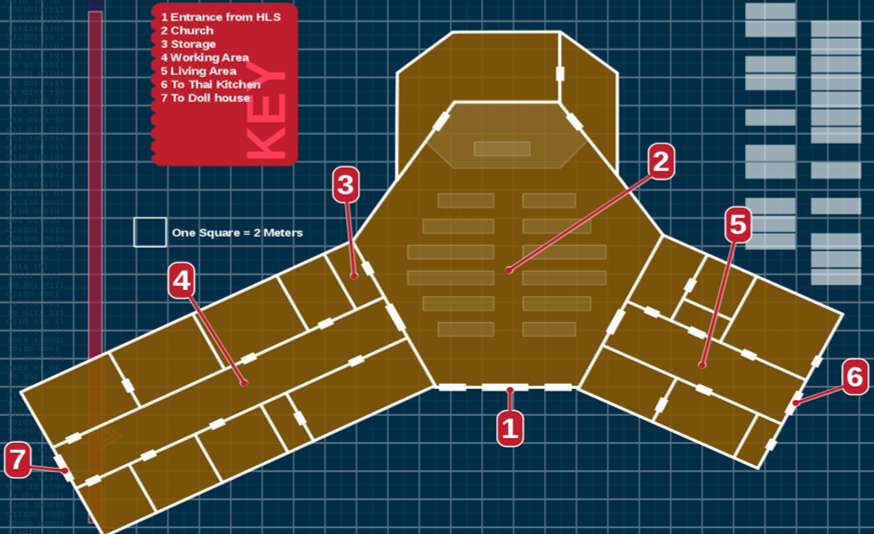 1 Entrance from HLS
2 Church
3 Storage
4 Working Area
5 Living Area
6 To Thai Kitchen
7 To Doll house
KEY
One Square = 2 Meters
3
2
5
4
6
1
7